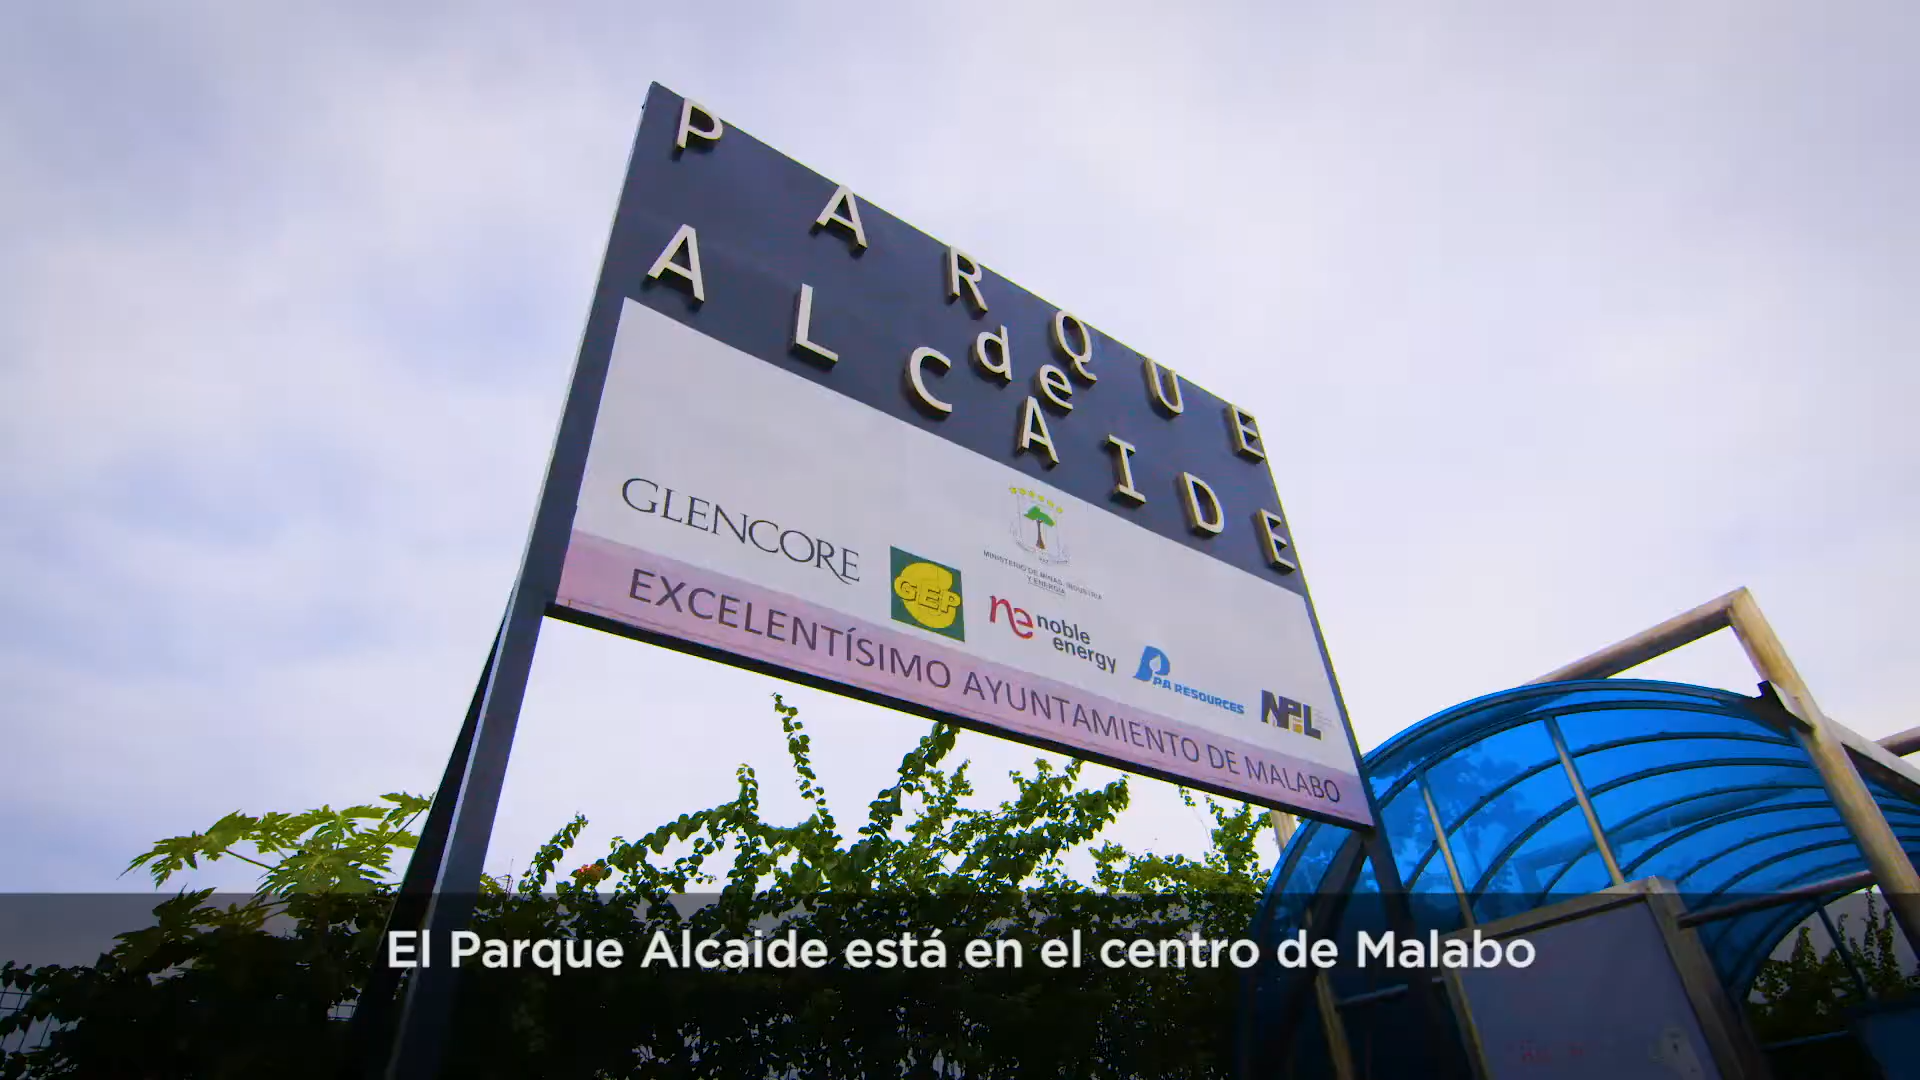 PARQUE
de
ALCAIDE
GLENCORE
GEP
MINISTERIO DE MINAS, INDUSTRIA
Y ENERGÍA
noble
energy
PA RESOURCES
EXCELENTÍSIMO AYUNTAMIENTO DE MALABO
El Parque Alcaide está en el centro de Malabo